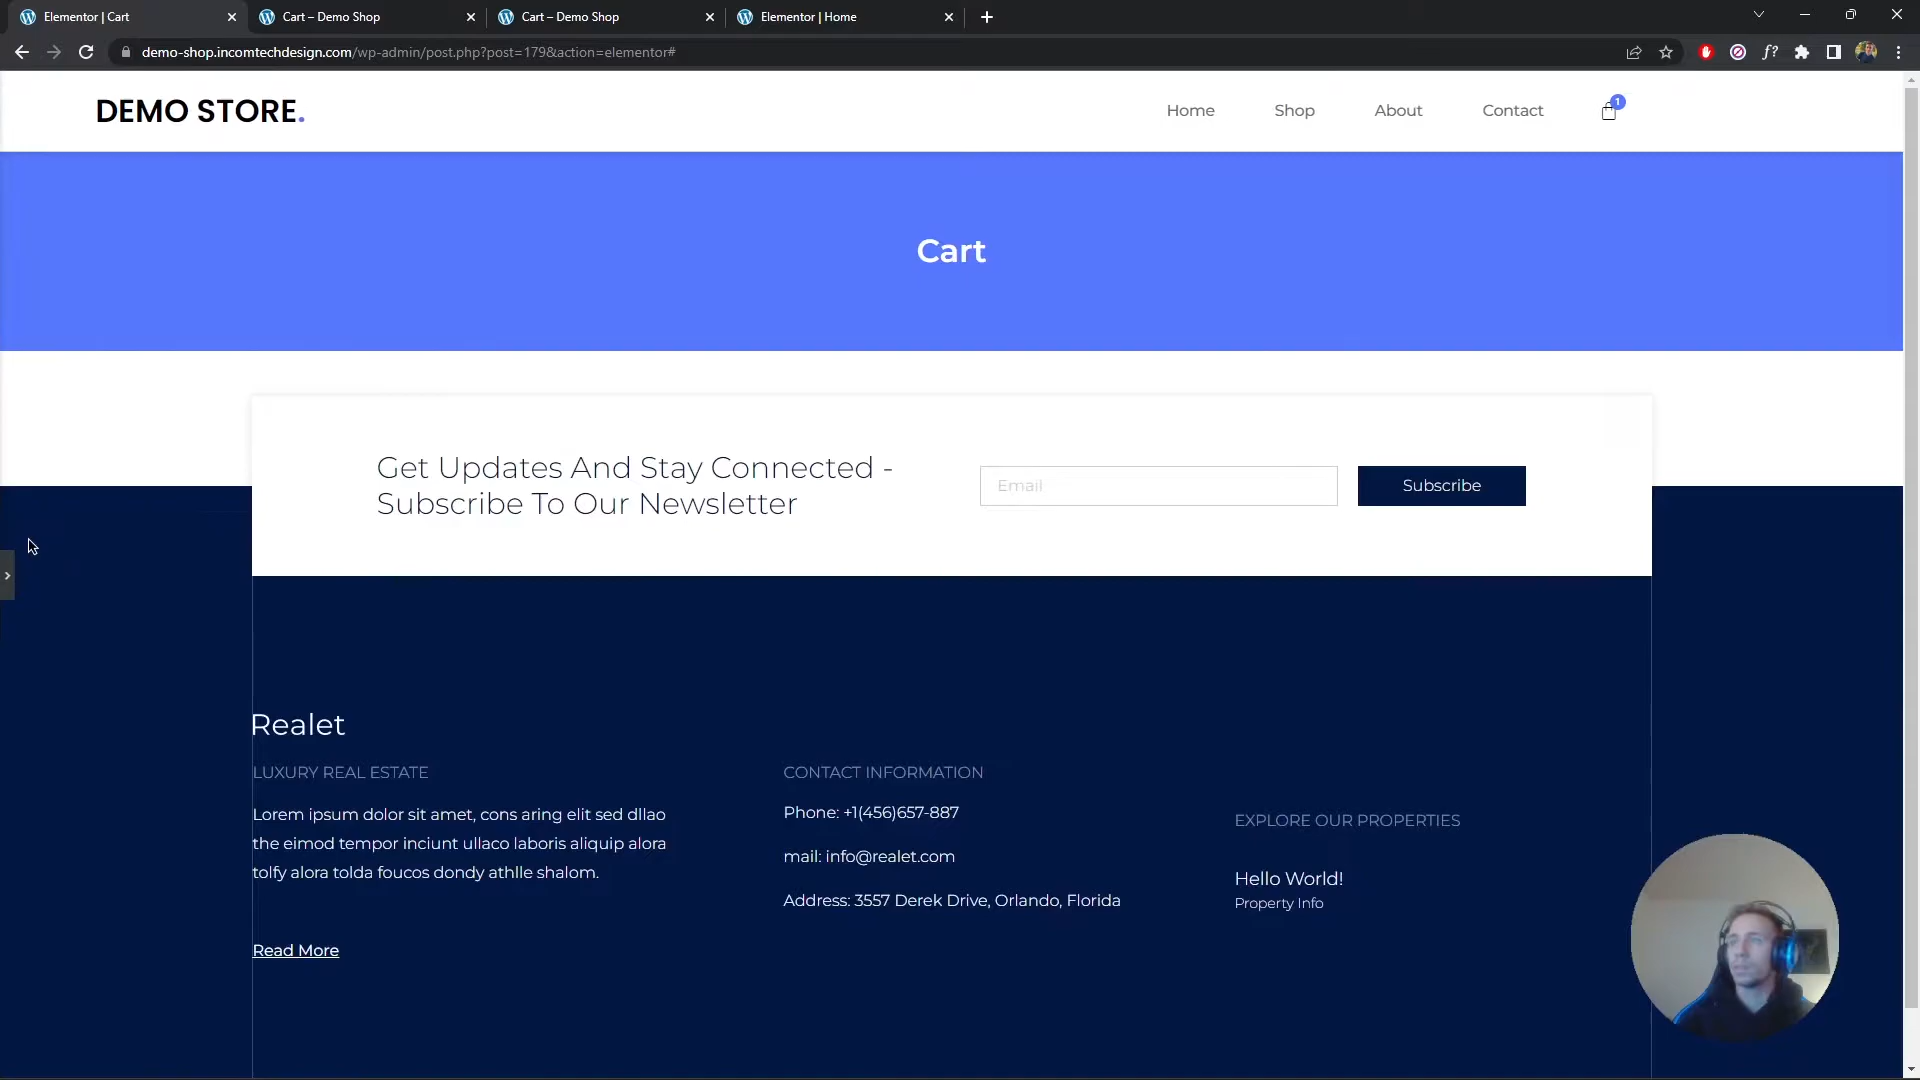 Elementor | Cart
Cart – Demo Shop
Cart – Demo Shop
Elementor | Home
demo-shop.incomtechdesign.com/wp-admin/post.php?post=179&action=elementor#
f?
DEMO STORE.
Home
Shop
About
Contact
1
Cart
Get Updates And Stay Connected -
Subscribe To Our Newsletter
Email
Subscribe
Realet
LUXURY REAL ESTATE
Lorem ipsum dolor sit amet, cons aring elit sed dllao
the eimod tempor inciunt ullaco laboris aliquip alora
tolfy alora tolda foucos dondy athlle shalom.
Read More
CONTACT INFORMATION
Phone: +1(456)657-887
mail: info@realet.com
Address: 3557 Derek Drive, Orlando, Florida
EXPLORE OUR PROPERTIES
Hello World!
Property Info